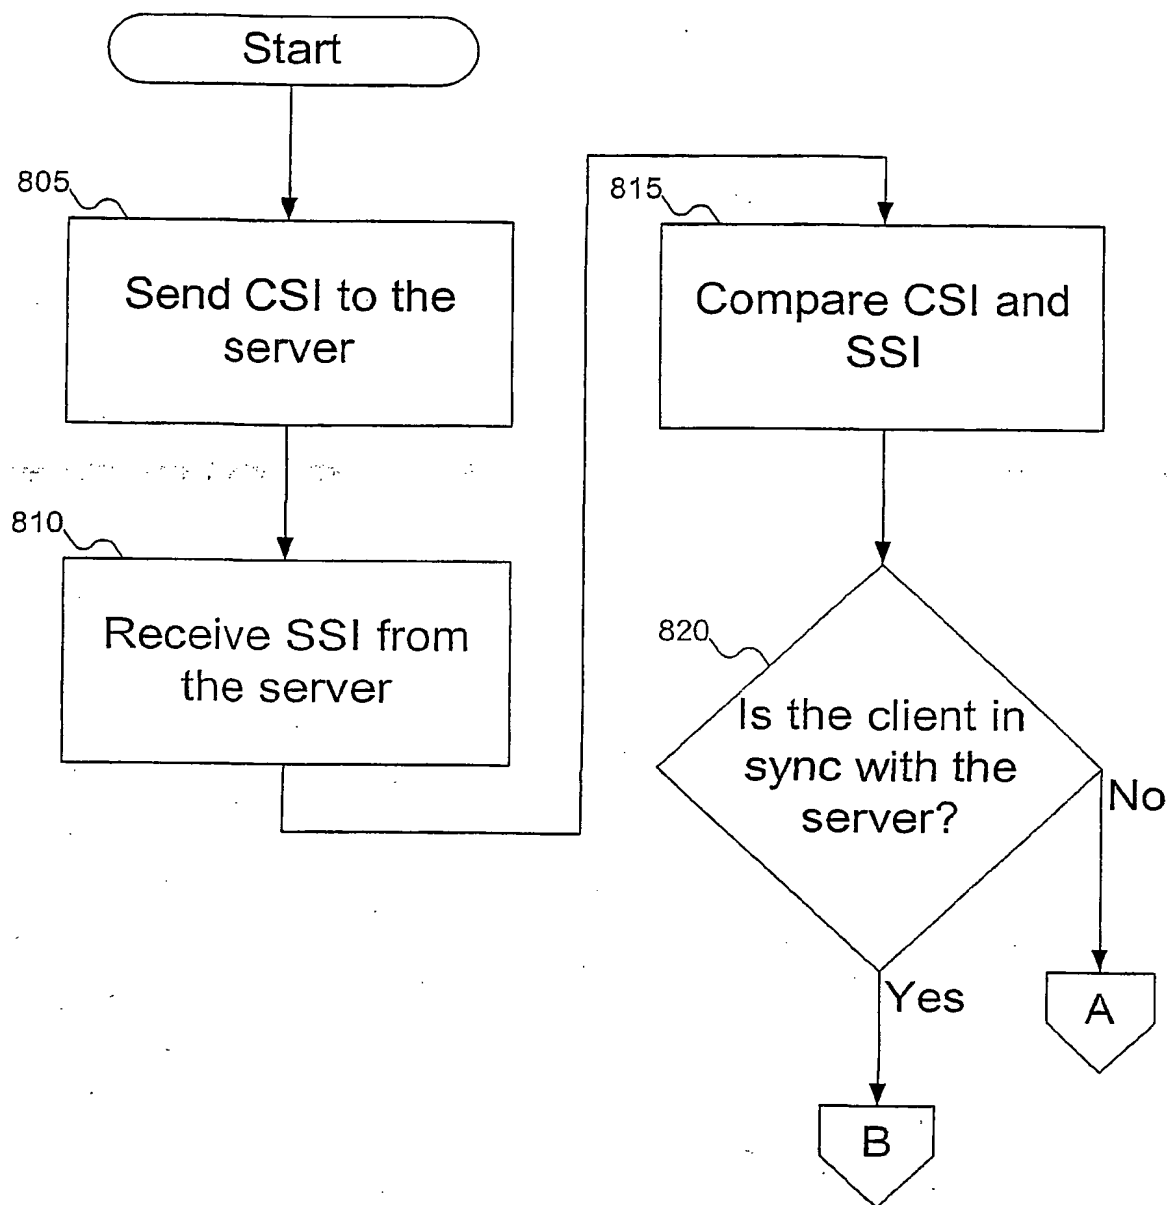 Start
805
Send CSI to the
server
810
Receive SSI from
the server
815
Compare CSI and
SSI
820
Is the client in
sync with the
server?
No
Yes
A
B